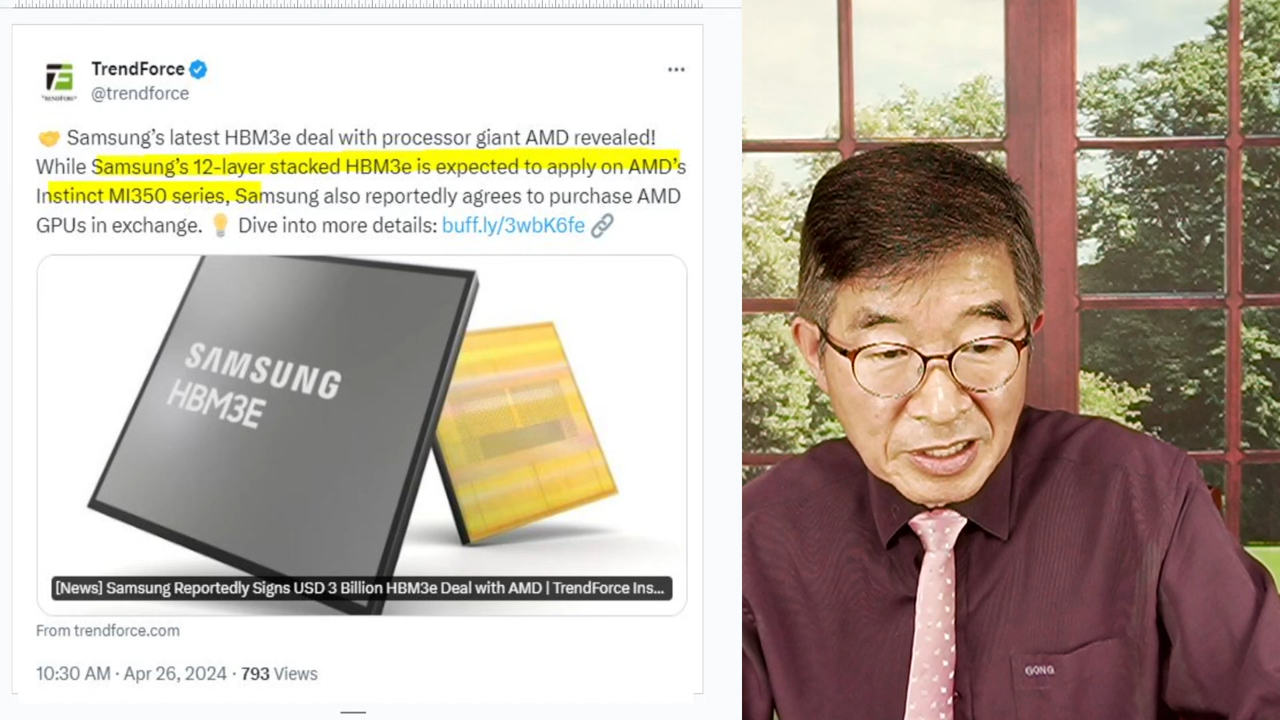 TrendForce
@trendforce
TRENDFORCE
🤝 Samsung's latest HBM3e deal with processor giant AMD revealed!
While Samsung's 12-layer stacked HBM3e is expected to apply on AMD's
Instinct MI350 series, Samsung also reportedly agrees to purchase AMD
GPUs in exchange. 💡 Dive into more details: buff.ly/3wbK6fe 🔗
SAMSUNG
HBM3E
[News] Samsung Reportedly Signs USD 3 Billion HBM3e Deal with AMD | TrendForce Ins...
From trendforce.com
10:30 AM · Apr 26, 2024 · 793 Views
GONG